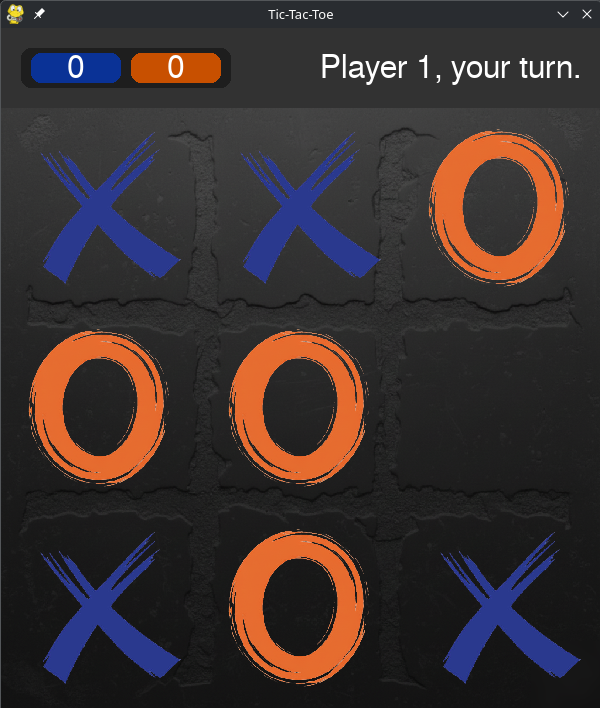 Tic-Tac-Toe
0 0 Player 1, your turn.
X X O
O O
X O X